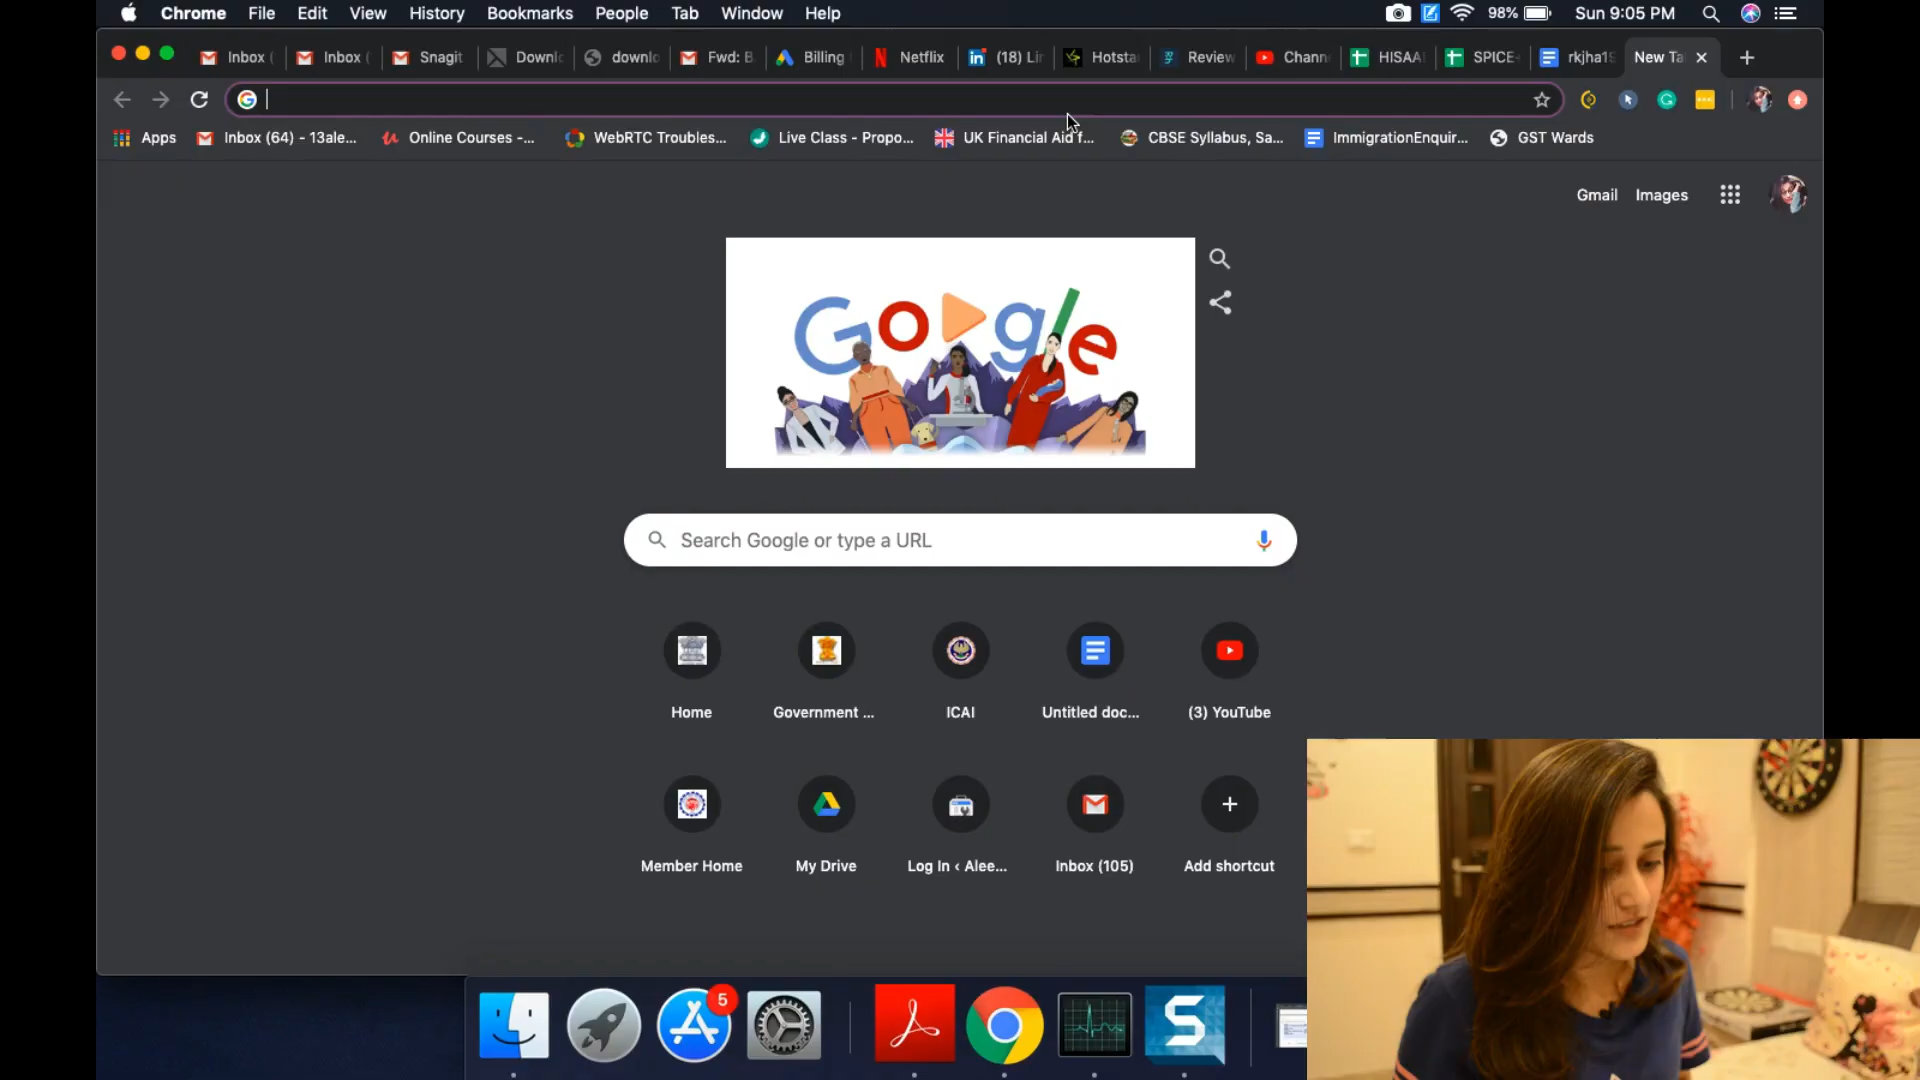 Chrome File Edit View History Bookmarks People Tab Window Help 98% Sun 9:05 PM
Inbox ( Inbox ( Snagit Downl downlo Fwd: B Billing Netflix (18) Li Hotsta Review Chann HISAA SPICE+ rkjha19 New Ta
Apps Inbox (64) - 13ale... Online Courses -... WebRTC Troubles... Live Class - Propo... UK Financial Aid f... CBSE Syllabus, Sa... ImmigrationEnquir... GST Wards
Gmail Images
Google
Search Google or type a URL
Home Government ... ICAI Untitled doc... (3) YouTube
Member Home My Drive Log In ‹ Alee... Inbox (105) Add shortcut
5